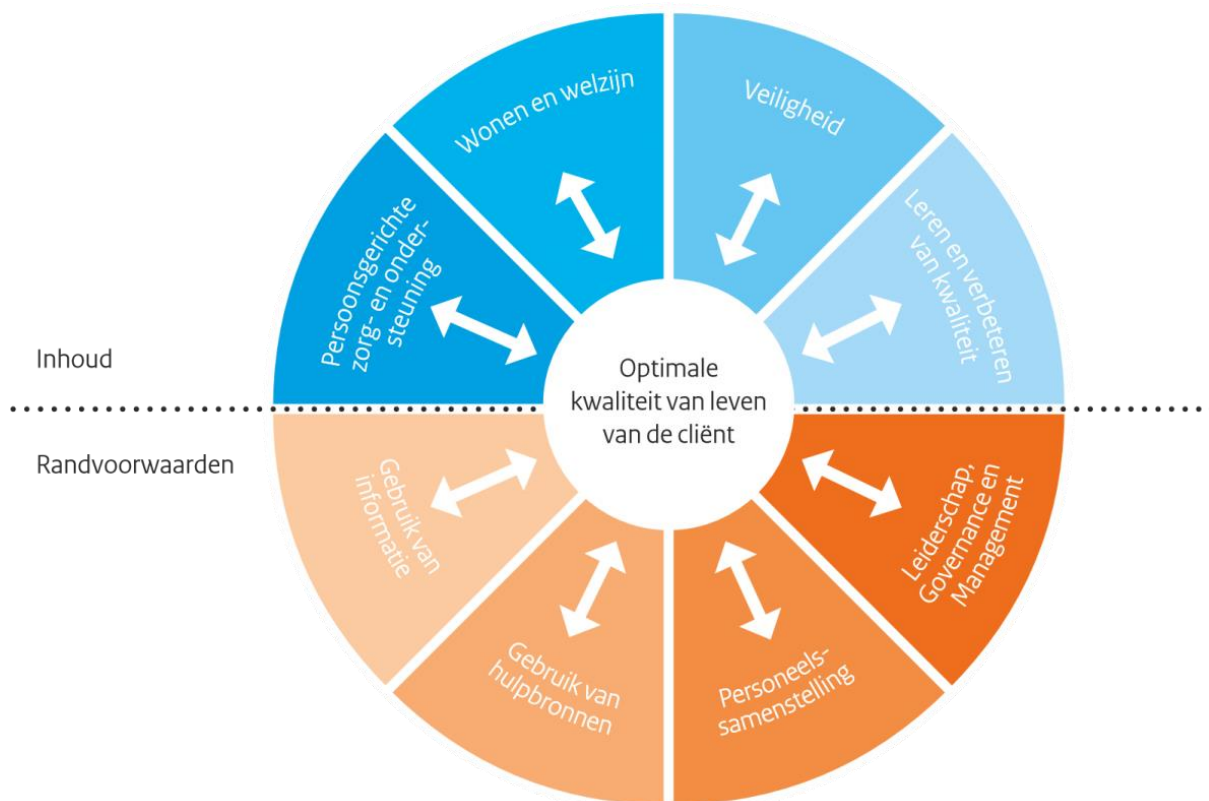 Wonen en welzijn
Veiligheid
Persoonsgerichte
zorg- en onder-
steuning
Leren en verbeteren
van kwaliteit
Inhoud
Optimale
kwaliteit van leven
van de cliënt
Randvoorwaarden
Gebruik van
informatie
Leiderschap,
Governance en
Management
Gebruik van
hulpbronnen
Personeels-
samenstelling